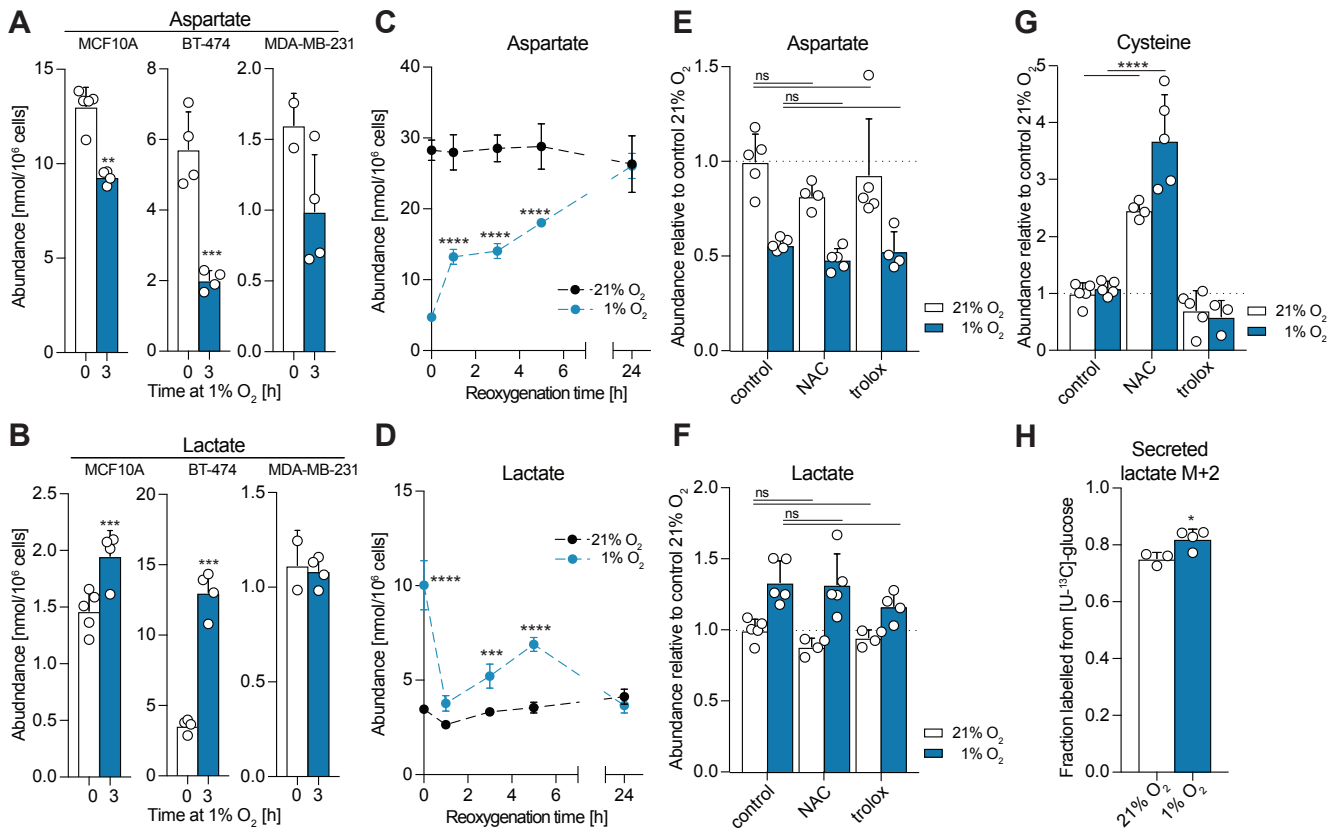 A
Aspartate
MCF10A BT-474 MDA-MB-231
Abundance [nmol/10⁶ cells]
15
10
5
0
8
6
4
2
0
2.0
1.5
1.0
0.5
0.0
**
***
0 3 0 3 0 3
Time at 1% O₂ [h]
B
Lactate
MCF10A BT-474 MDA-MB-231
Abudndance [nmol/10⁶ cells]
2.5
2.0
1.5
1.0
0.5
0.0
20
15
10
5
0
1.5
1.0
0.5
0.0
***
***
0 3 0 3 0 3
Time at 1% O₂ [h]
C
Aspartate
Abundance [nmol/10⁶ cells]
40
30
20
10
0
**** **** ****
21% O₂
1% O₂
0 2 4 6 24
Reoxygenation time [h]
D
Lactate
Abundance [nmol/10⁶ cells]
15
10
5
0
**** *** ****
21% O₂
1% O₂
0 2 4 6 24
Reoxygenation time [h]
E
Aspartate
Abundance relative to control 21% O₂
1.5
1.0
0.5
0.0
ns
ns
21% O₂
1% O₂
control NAC trolox
F
Lactate
Abundance relative to control 21% O₂
2.0
1.5
1.0
0.5
0.0
ns
ns
21% O₂
1% O₂
control NAC trolox
G
Cysteine
Abundance relative to control 21% O₂
5
4
3
2
1
0
****
21% O₂
1% O₂
control NAC trolox
H
Secreted
lactate M+2
Fraction labelled from [U-¹³C]-glucose
1.0
0.8
0.6
0.4
0.2
0.0
*
21% O₂ 1% O₂